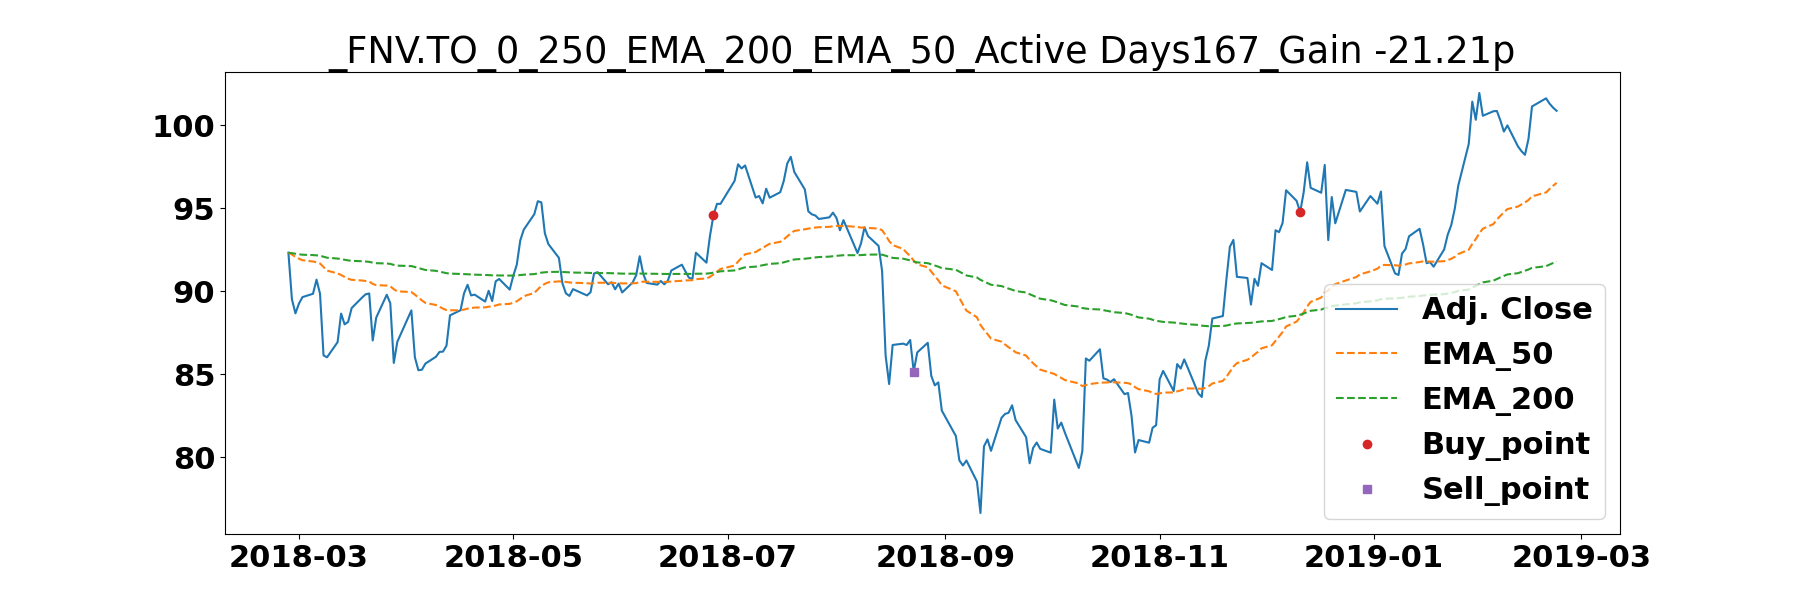 _FNV.TO_0_250_EMA_200_EMA_50_Active Days167_Gain -21.21p
100
95
90
85
80
Adj. Close
EMA_50
EMA_200
Buy_point
Sell_point
2018-03 2018-05 2018-07 2018-09 2018-11 2019-01 2019-03